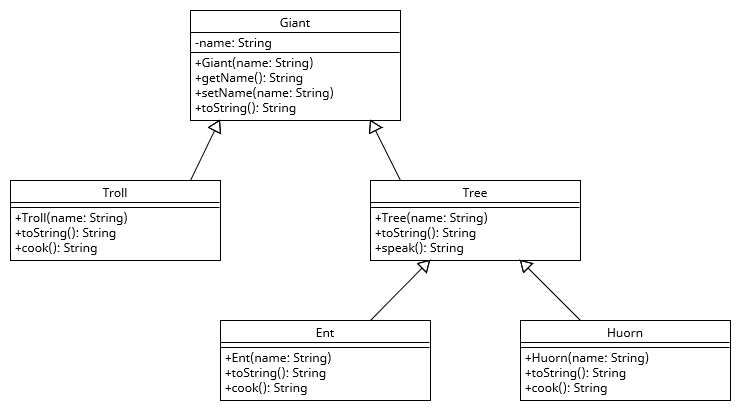 Giant
-name: String
+Giant(name: String)
+getName(): String
+setName(name: String)
+toString(): String
Troll
+Troll(name: String)
+toString(): String
+cook(): String
Tree
+Tree(name: String)
+toString(): String
+speak(): String
Ent
+Ent(name: String)
+toString(): String
+cook(): String
Huorn
+Huorn(name: String)
+toString(): String
+cook(): String